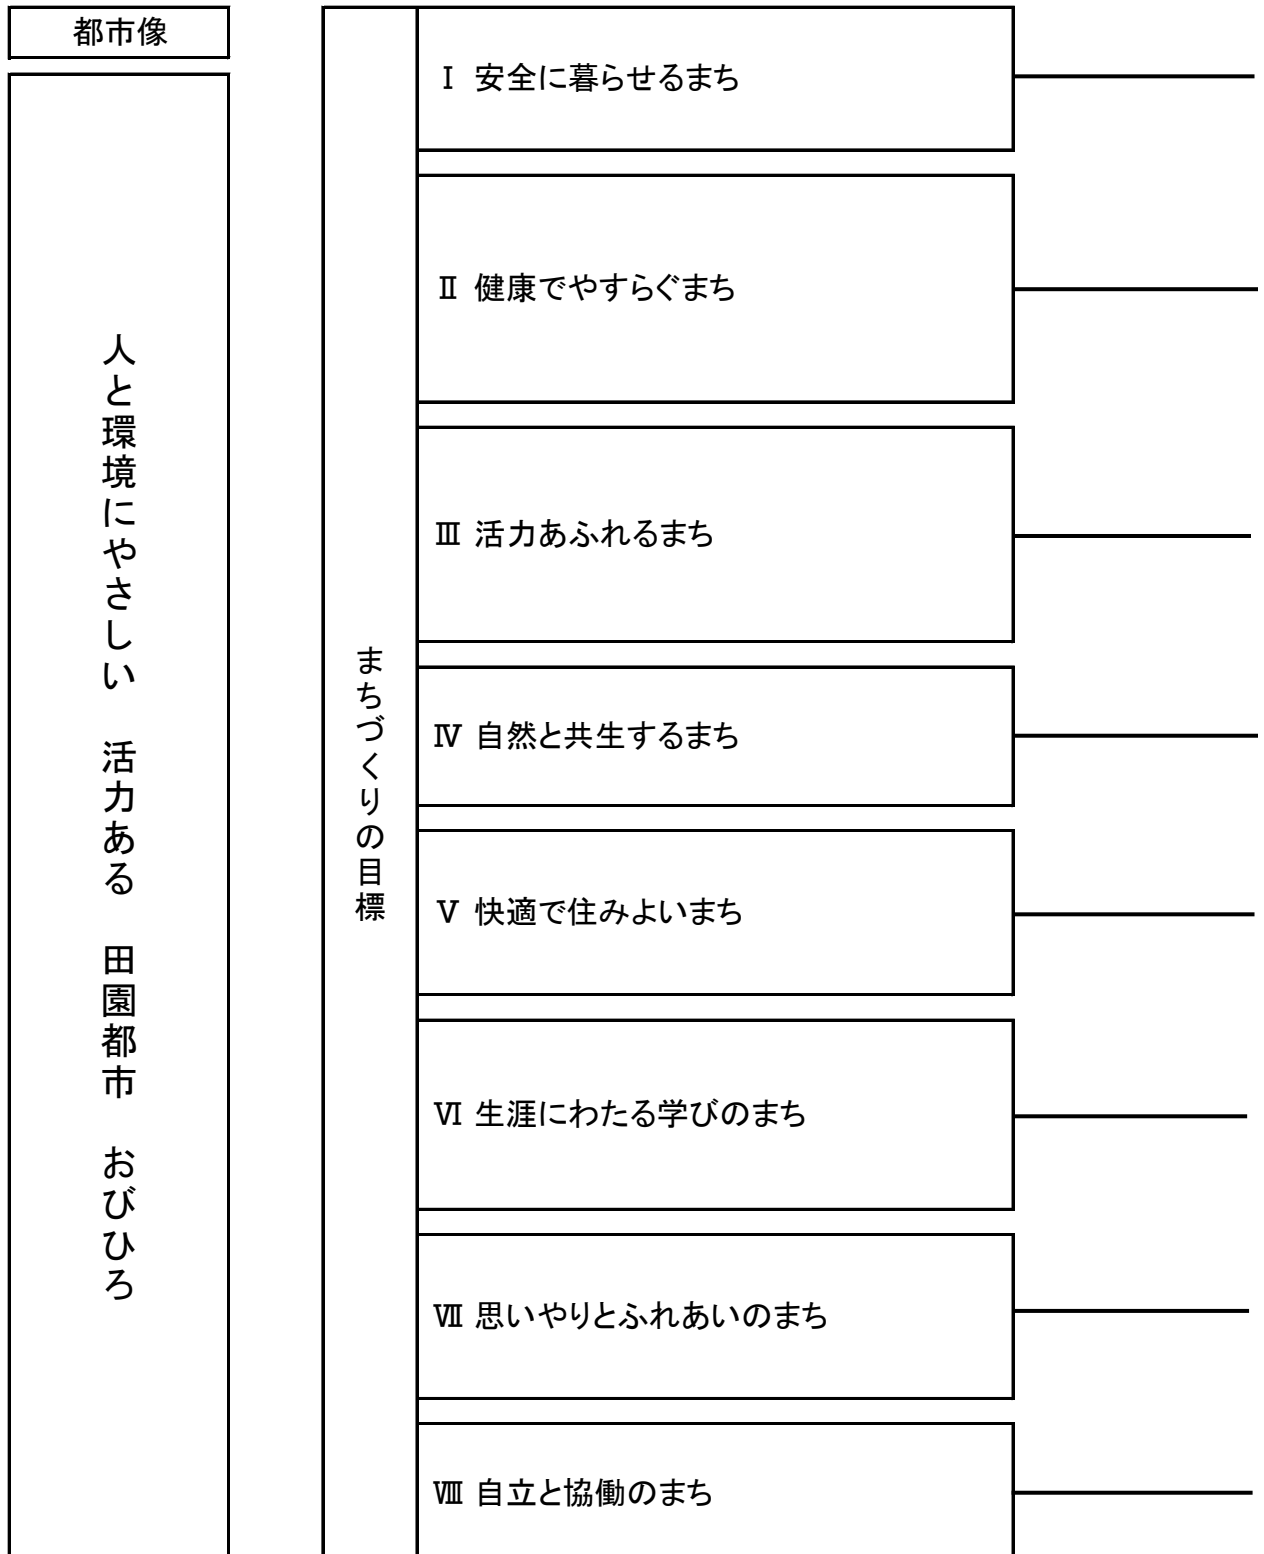 都市像
人と環境にやさしい　活力ある　田園都市　おびひろ
まちづくりの目標
Ⅰ 安全に暮らせるまち
Ⅱ 健康でやすらぐまち
Ⅲ 活力あふれるまち
Ⅳ 自然と共生するまち
Ⅴ 快適で住みよいまち
Ⅵ 生涯にわたる学びのまち
Ⅶ 思いやりとふれあいのまち
Ⅷ 自立と協働のまち